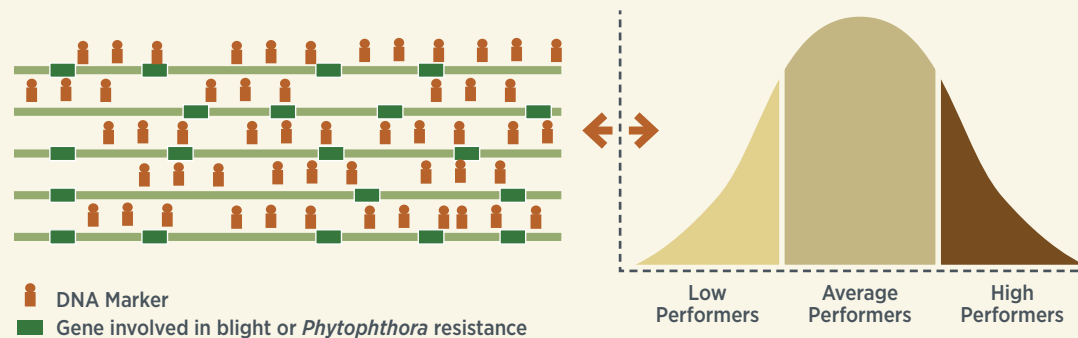 DNA Marker
Gene involved in blight or Phytophthora resistance
Low
Performers
Average
Performers
High
Performers